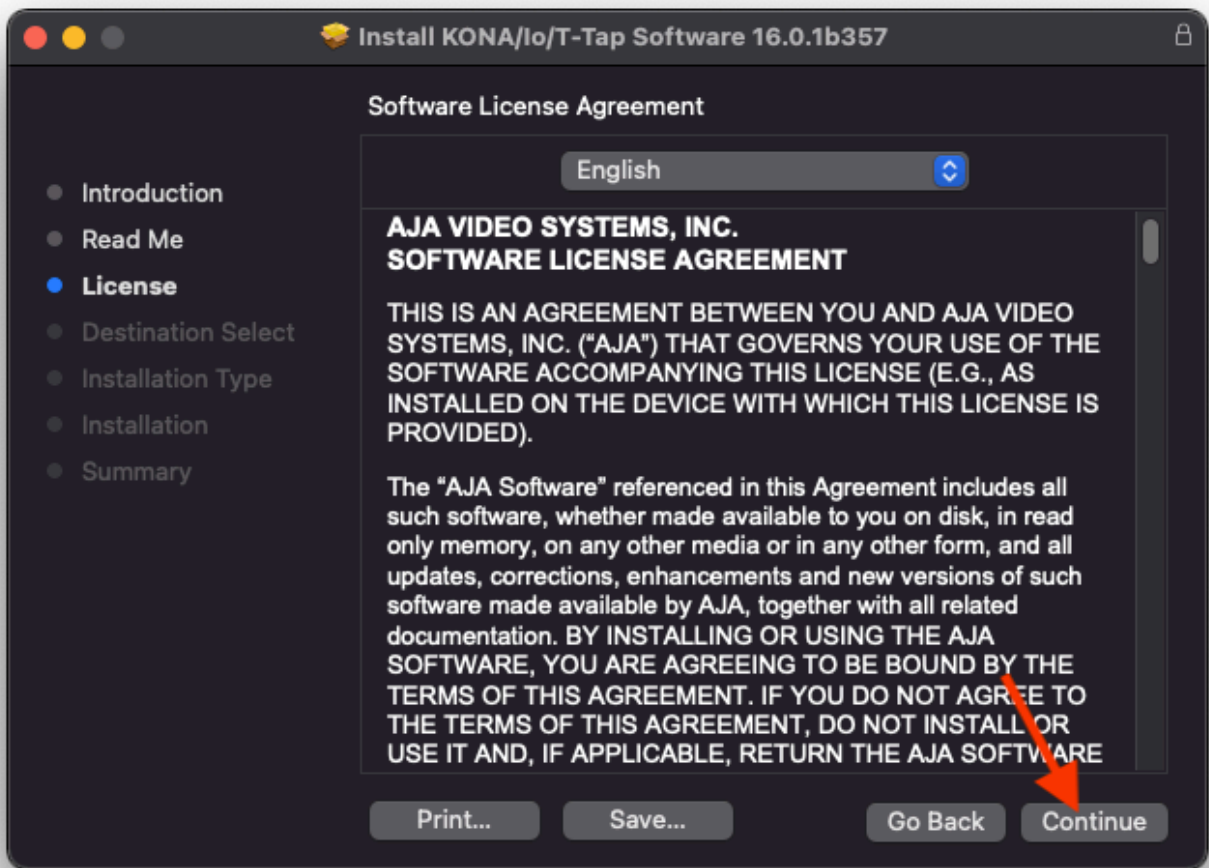 Install KONA/Io/T-Tap Software 16.0.1b357
Software License Agreement
English
Introduction
Read Me
License
Destination Select
Installation Type
Installation
Summary
AJA VIDEO SYSTEMS, INC.
SOFTWARE LICENSE AGREEMENT
THIS IS AN AGREEMENT BETWEEN YOU AND AJA VIDEO
SYSTEMS, INC. (“AJA”) THAT GOVERNS YOUR USE OF THE
SOFTWARE ACCOMPANYING THIS LICENSE (E.G., AS
INSTALLED ON THE DEVICE WITH WHICH THIS LICENSE IS
PROVIDED).
The “AJA Software” referenced in this Agreement includes all
such software, whether made available to you on disk, in read
only memory, on any other media or in any other form, and all
updates, corrections, enhancements and new versions of such
software made available by AJA, together with all related
documentation. BY INSTALLING OR USING THE AJA
SOFTWARE, YOU ARE AGREEING TO BE BOUND BY THE
TERMS OF THIS AGREEMENT. IF YOU DO NOT AGREE TO
THE TERMS OF THIS AGREEMENT, DO NOT INSTALL OR
USE IT AND, IF APPLICABLE, RETURN THE AJA SOFTWARE
Print...
Save...
Go Back
Continue